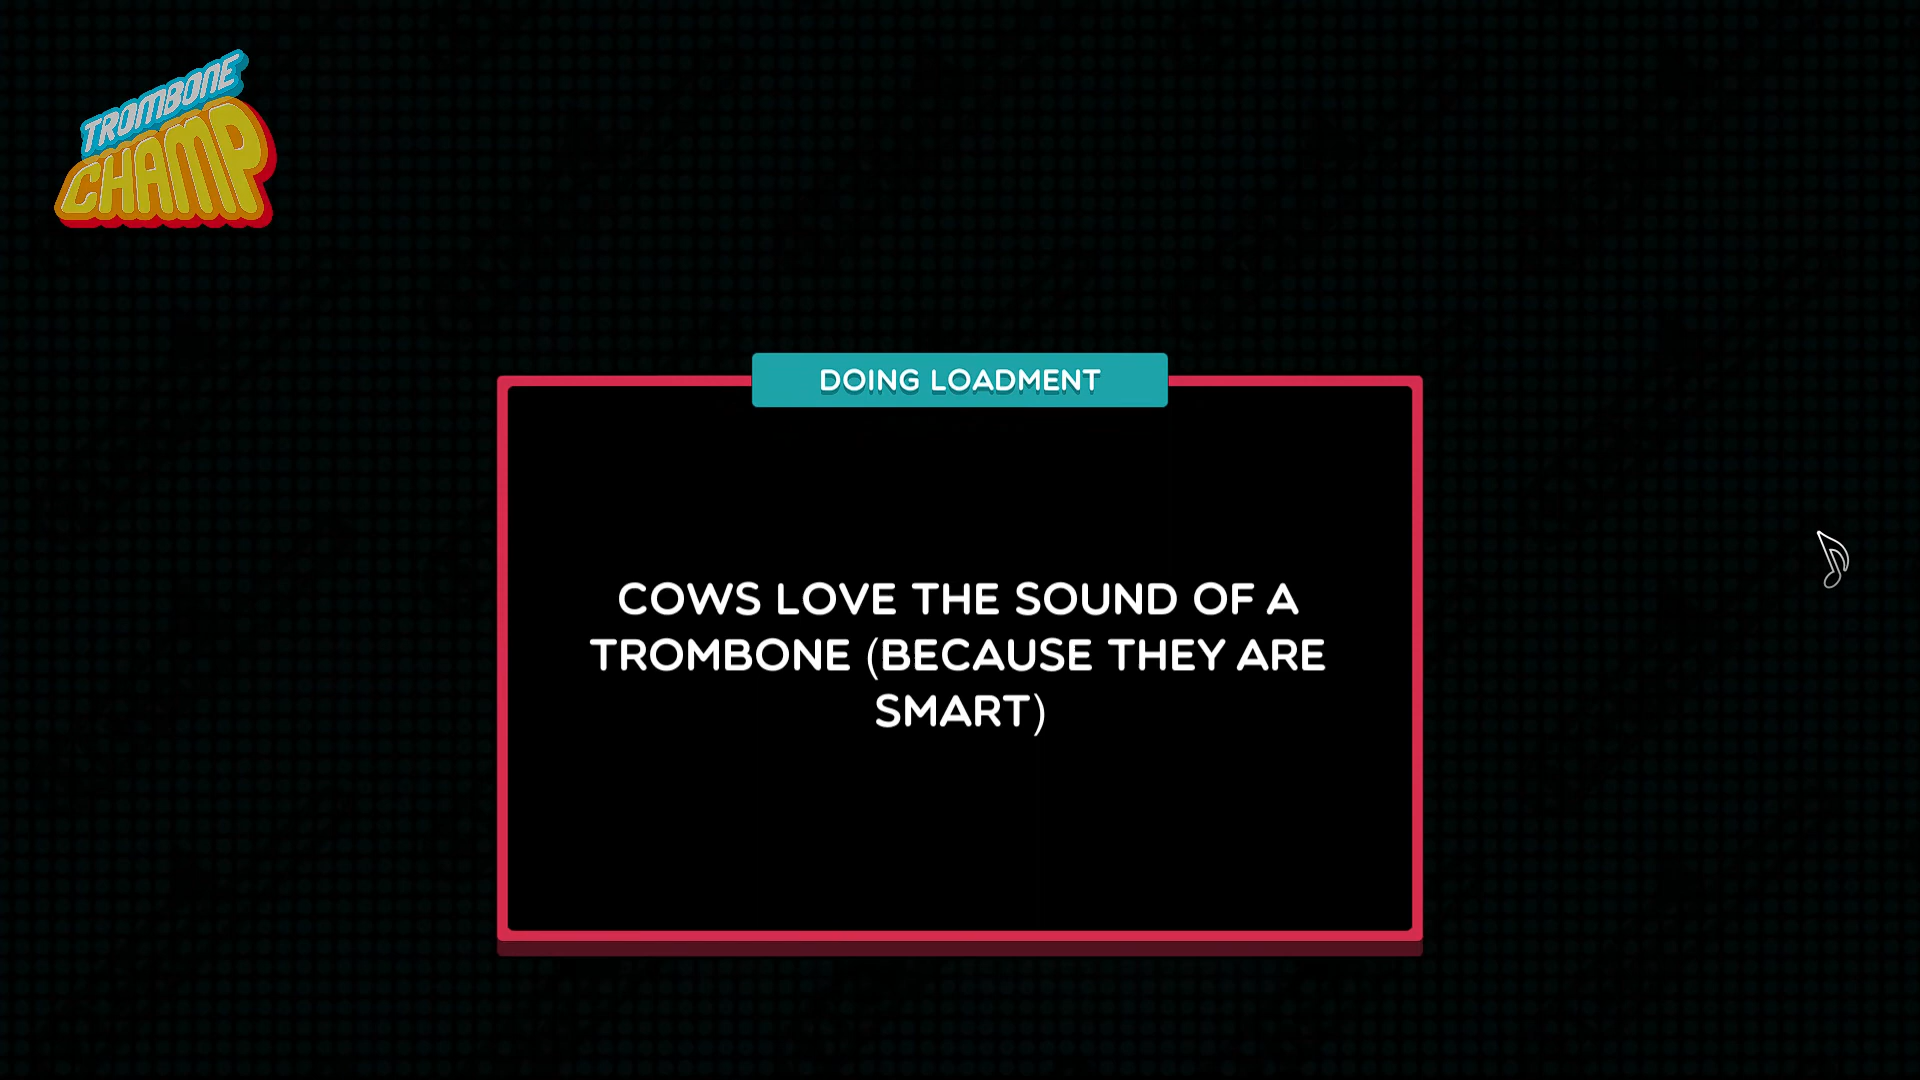 TROMBONE
CHAMP
DOING LOADMENT
COWS LOVE THE SOUND OF A
TROMBONE (BECAUSE THEY ARE
SMART)